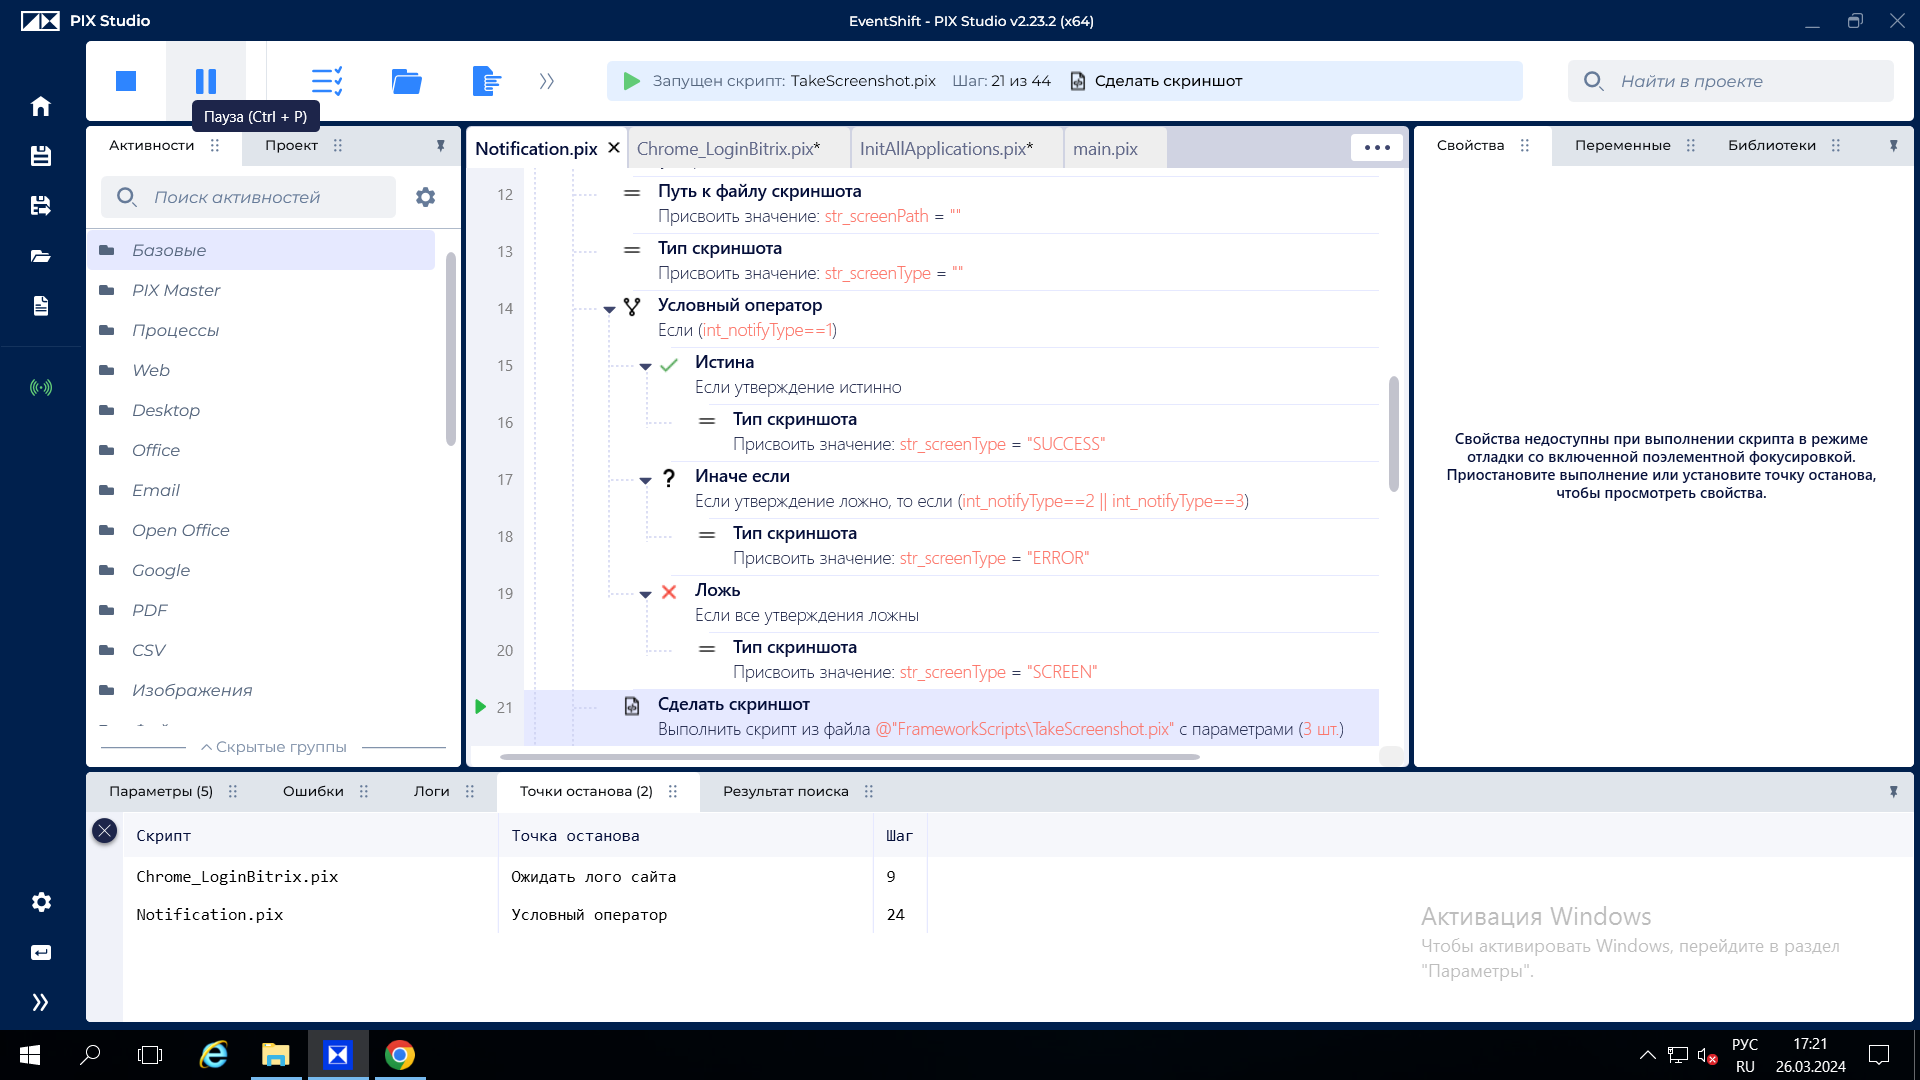 PIX Studio
EventShift - PIX Studio v2.23.2 (x64)
Запущен скрипт: TakeScreenshot.pix Шаг: 21 из 44 Сделать скриншот
Найти в проекте
Пауза (Ctrl + P)
Активности
Проект
Поиск активностей
Базовые
PIX Master
Процессы
Web
Desktop
Office
Email
Open Office
Google
PDF
CSV
Изображения
Скрытые группы
Notification.pix
Chrome_LoginBitrix.pix*
InitAllApplications.pix*
main.pix
12
Путь к файлу скриншота
Присвоить значение: str_screenPath = ""
13
Тип скриншота
Присвоить значение: str_screenType = ""
14
Условный оператор
Если (int_notifyType==1)
15
Истина
Если утверждение истинно
16
Тип скриншота
Присвоить значение: str_screenType = "SUCCESS"
17
Иначе если
Если утверждение ложно, то если (int_notifyType==2 || int_notifyType==3)
18
Тип скриншота
Присвоить значение: str_screenType = "ERROR"
19
Ложь
Если все утверждения ложны
20
Тип скриншота
Присвоить значение: str_screenType = "SCREEN"
21
Сделать скриншот
Выполнить скрипт из файла @"FrameworkScripts\TakeScreenshot.pix" с параметрами (3 шт.)
Свойства
Переменные
Библиотеки
Свойства недоступны при выполнении скрипта в режиме
отладки со включенной поэлементной фокусировкой.
Приостановите выполнение или установите точку останова,
чтобы просмотреть свойства.
Параметры (5)
Ошибки
Логи
Точки останова (2)
Результат поиска
Скрипт
Точка останова
Шаг
Chrome_LoginBitrix.pix
Ожидать лого сайта
9
Notification.pix
Условный оператор
24
Активация Windows
Чтобы активировать Windows, перейдите в раздел
"Параметры".
РУС
RU
17:21
26.03.2024